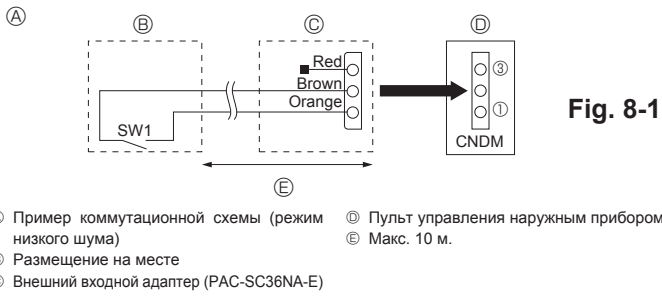 Ⓐ
Ⓑ Ⓒ Ⓓ
Red
Brown
Orange
SW1
③
①
CNDM
Fig. 8-1
Ⓔ
Пример коммутационной схемы (режим
низкого шума)
Размещение на месте
Внешний входной адаптер (PAC-SC36NA-E)
Ⓓ Пульт управления наружным прибором
Ⓔ Макс. 10 м.